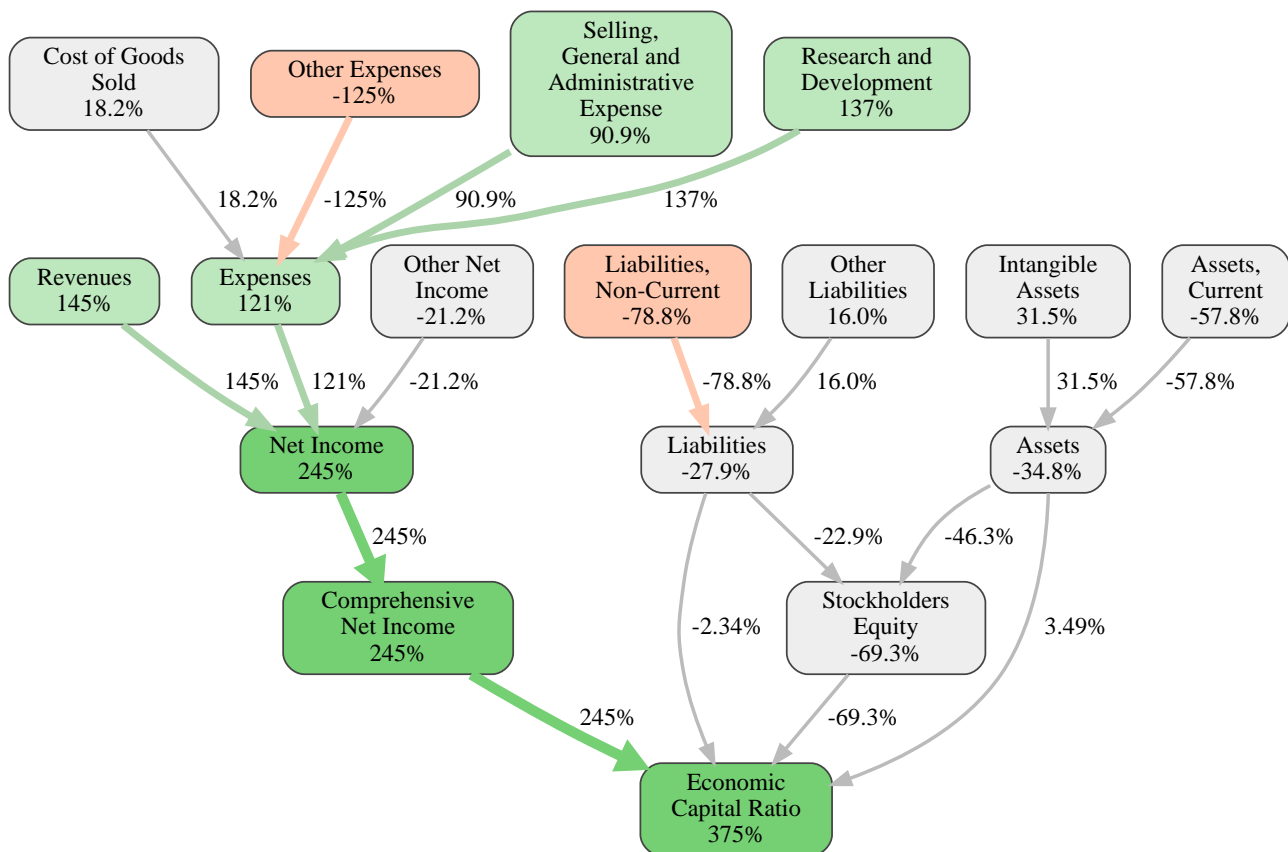 Cost of Goods
Sold
18.2%
Other Expenses
-125%
Selling,
General and
Administrative
Expense
90.9%
Research and
Development
137%
18.2%
-125%
90.9%
137%
Revenues
145%
Expenses
121%
Other Net
Income
-21.2%
Liabilities,
Non-Current
-78.8%
Other
Liabilities
16.0%
Intangible
Assets
31.5%
Assets,
Current
-57.8%
145%
121%
-21.2%
-78.8%
16.0%
31.5%
-57.8%
Net Income
245%
Liabilities
-27.9%
Assets
-34.8%
245%
-22.9%
-46.3%
Comprehensive
Net Income
245%
-2.34%
Stockholders
Equity
-69.3%
3.49%
245%
-69.3%
Economic
Capital Ratio
375%